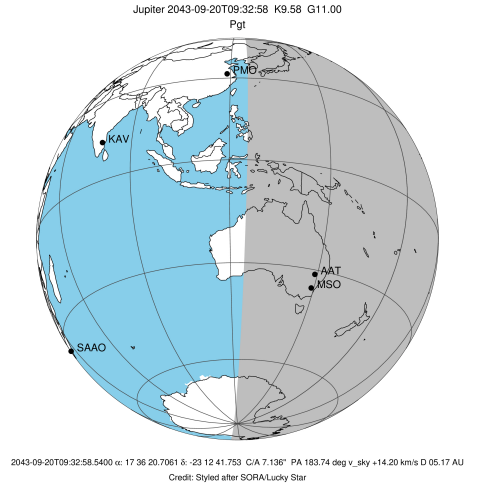 Jupiter 2043-09-20T09:32:58 K9.58 G11.00
Pgt
PMO
KAV
AAT
MSO
SAAO
2043-09-20T09:32:58.5400 α: 17 36 20.7061 δ: -23 12 41.753 C/A 7.136" PA 183.74 deg v_sky +14.20 km/s D 05.17 AU
Credit: Styled after SORA/Lucky Star